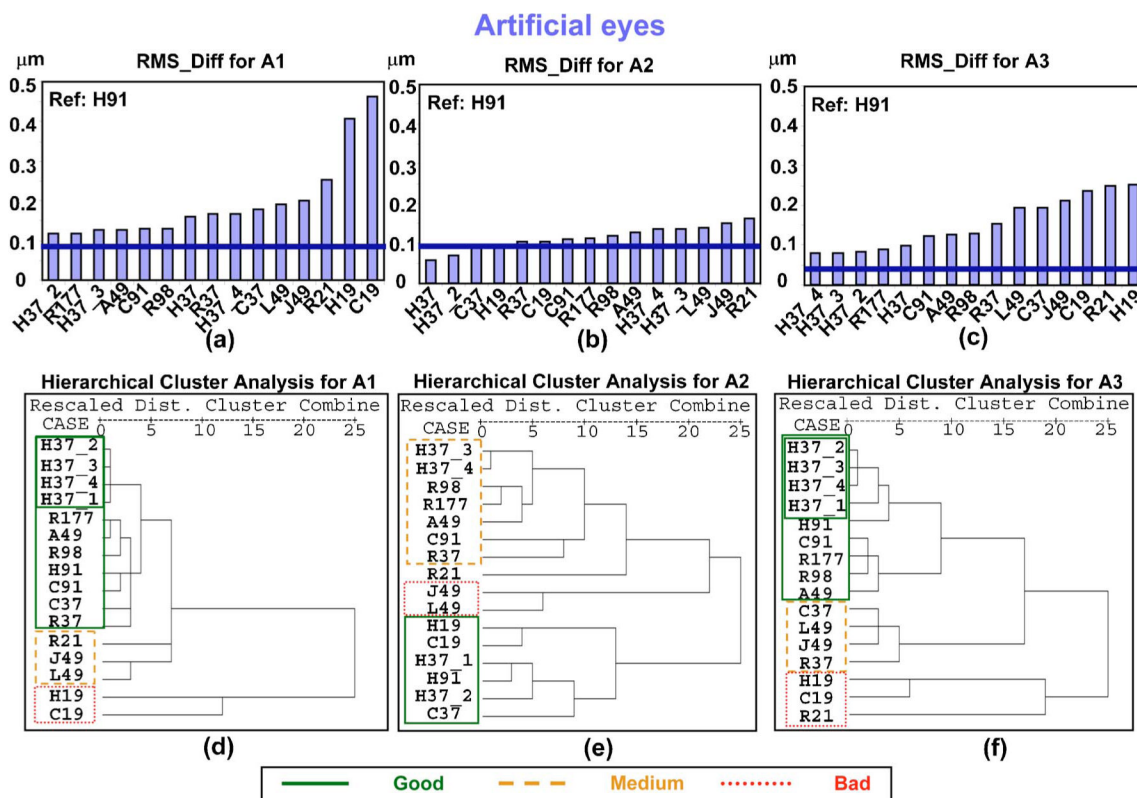 Artificial eyes
μm
RMS_Diff for A1
0.5
Ref: H91
0.4
0.3
0.2
0.1
0
H37_2
R177
H37_3
A49
C91
R98
H37
R37
H37_4
C37
L49
J49
R21
H19
C19
(a)
μm
RMS_Diff for A2
0.5
Ref: H91
0.4
0.3
0.2
0.1
0
H37
H37_2
C37
H19
R37
C19
C91
R177
R98
A49
H37_4
H37_3
L49
J49
R21
(b)
μm
RMS_Diff for A3
0.5
Ref: H91
0.4
0.3
0.2
0.1
0
H37_4
H37_3
H37_2
R177
H37
C91
A49
R98
R37
L49
C37
J49
C19
R21
H19
(c)
Hierarchical Cluster Analysis for A1
Rescaled Dist. Cluster Combine
CASE 0 5 10 15 20 25
H37_2
H37_3
H37_4
H37_1
R177
A49
R98
H91
C91
C37
R37
R21
J49
L49
H19
C19
(d)
Hierarchical Cluster Analysis for A2
Rescaled Dist. Cluster Combine
CASE 0 5 10 15 20 25
H37_3
H37_4
R98
R177
A49
C91
R37
R21
J49
L49
H19
C19
H37_1
H91
H37_2
C37
(e)
Hierarchical Cluster Analysis for A3
Rescaled Dist. Cluster Combine
CASE 0 5 10 15 20 25
H37_2
H37_3
H37_4
H37_1
H91
C91
R177
R98
A49
C37
L49
J49
R37
H19
C19
R21
(f)
Good Medium Bad